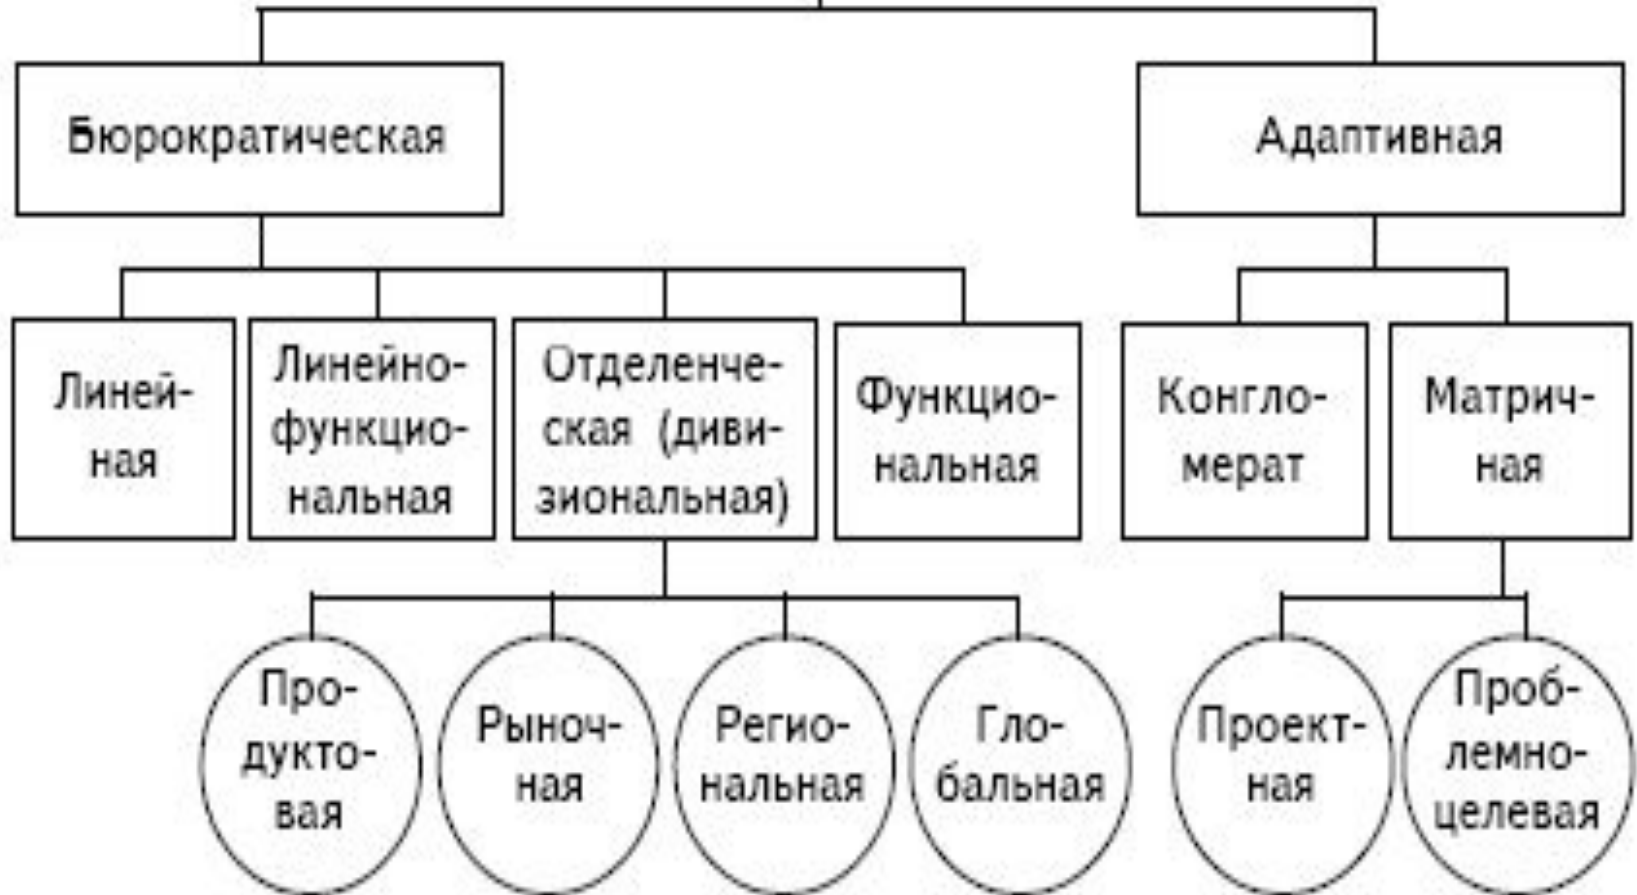 Бюрократическая
Адаптивная
Линей-
ная
Линейно-
функцио-
нальная
Отделенче-
ская (диви-
зиональная)
Функцио-
нальная
Конгло-
мерат
Матрич-
ная
Про-
дукто-
вая
Рыноч-
ная
Регио-
нальная
Гло-
бальная
Проект-
ная
Проб-
лемно-
целевая